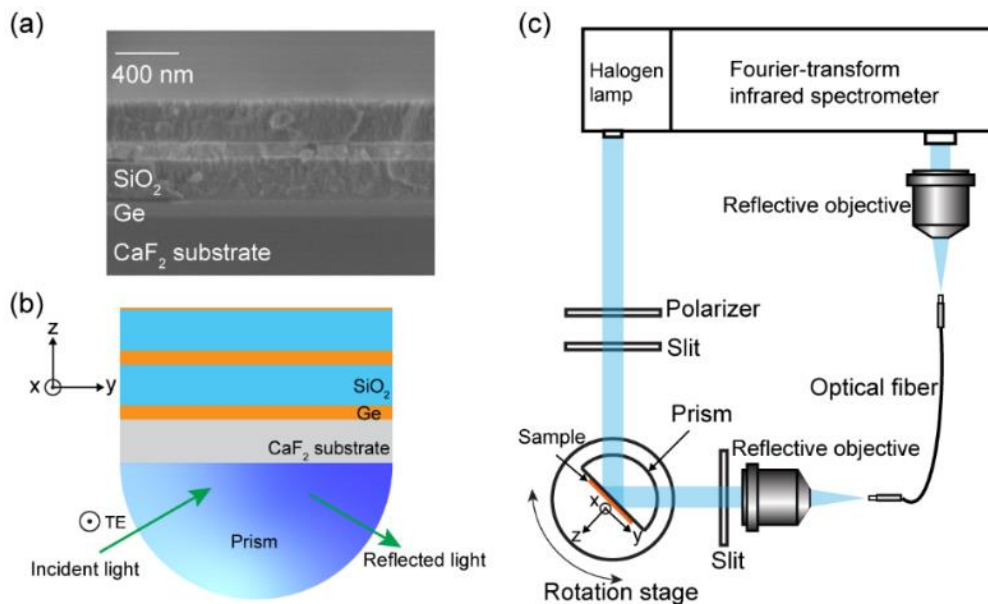 (a)
400 nm
SiO₂
Ge
CaF₂ substrate
(b)
z
x
y
SiO₂
Ge
CaF₂ substrate
TE
Prism
Incident light
Reflected light
(c)
Halogen
lamp
Fourier-transform
infrared spectrometer
Reflective objective
Polarizer
Slit
Optical fiber
Prism
Sample
Reflective objective
x
z
y
Slit
Rotation stage